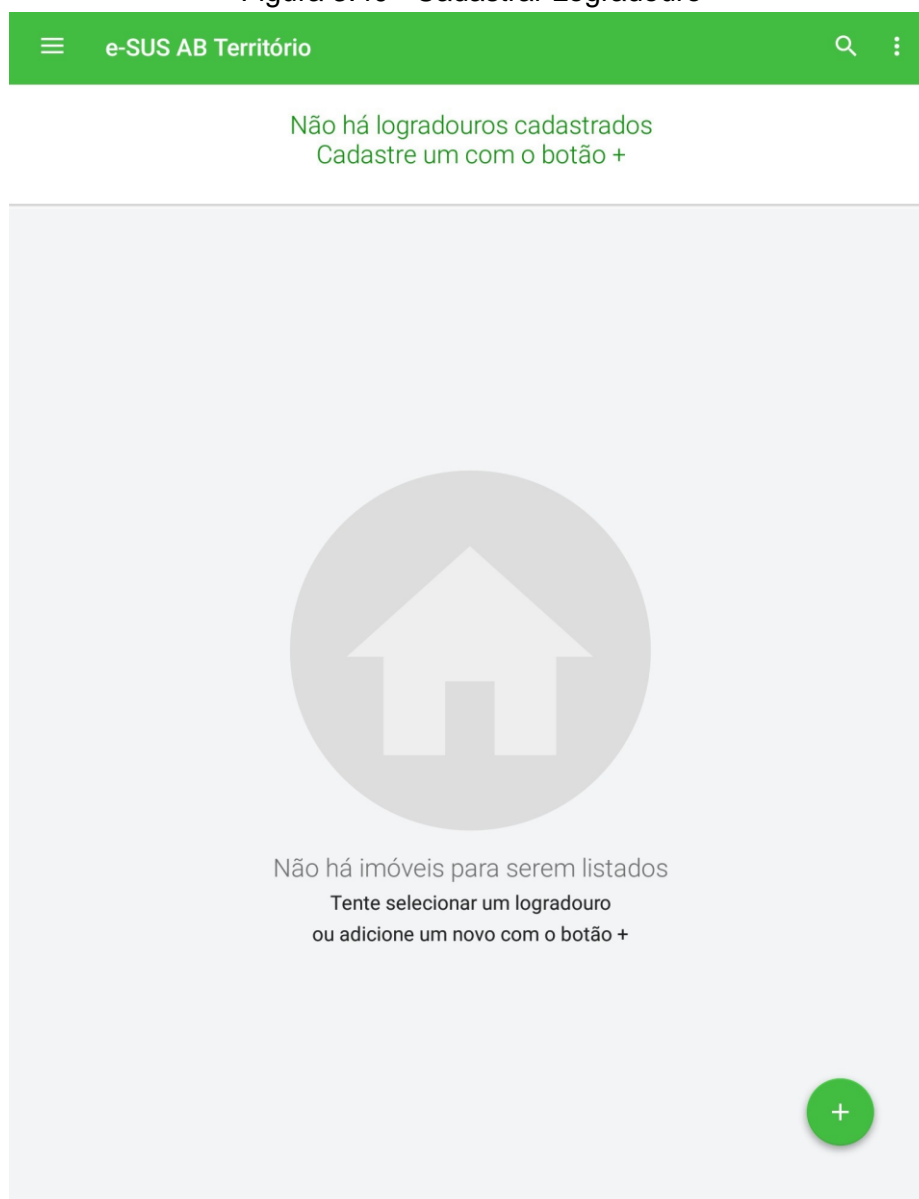 e-SUS AB Território
Não há logradouros cadastrados
Cadastre um com o botão +
Não há imóveis para serem listados
Tente selecionar um logradouro
ou adicione um novo com o botão +
+